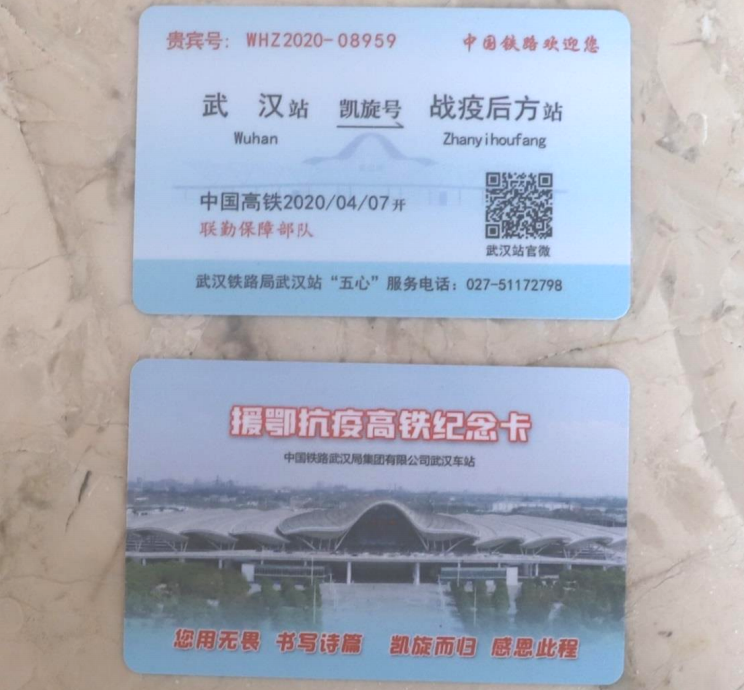 贵宾号: WHZ2020-08959 中国铁路欢迎您
武汉站 凯旋号 战疫后方站
Wuhan Zhanyihoufang
中国高铁2020/04/07开
联勤保障部队
武汉站官微
武汉铁路局武汉站“五心”服务电话: 027-51172798
援鄂抗疫高铁纪念卡
中国铁路武汉局集团有限公司武汉车站
您用无畏 书写诗篇 凯旋而归 感恩此程